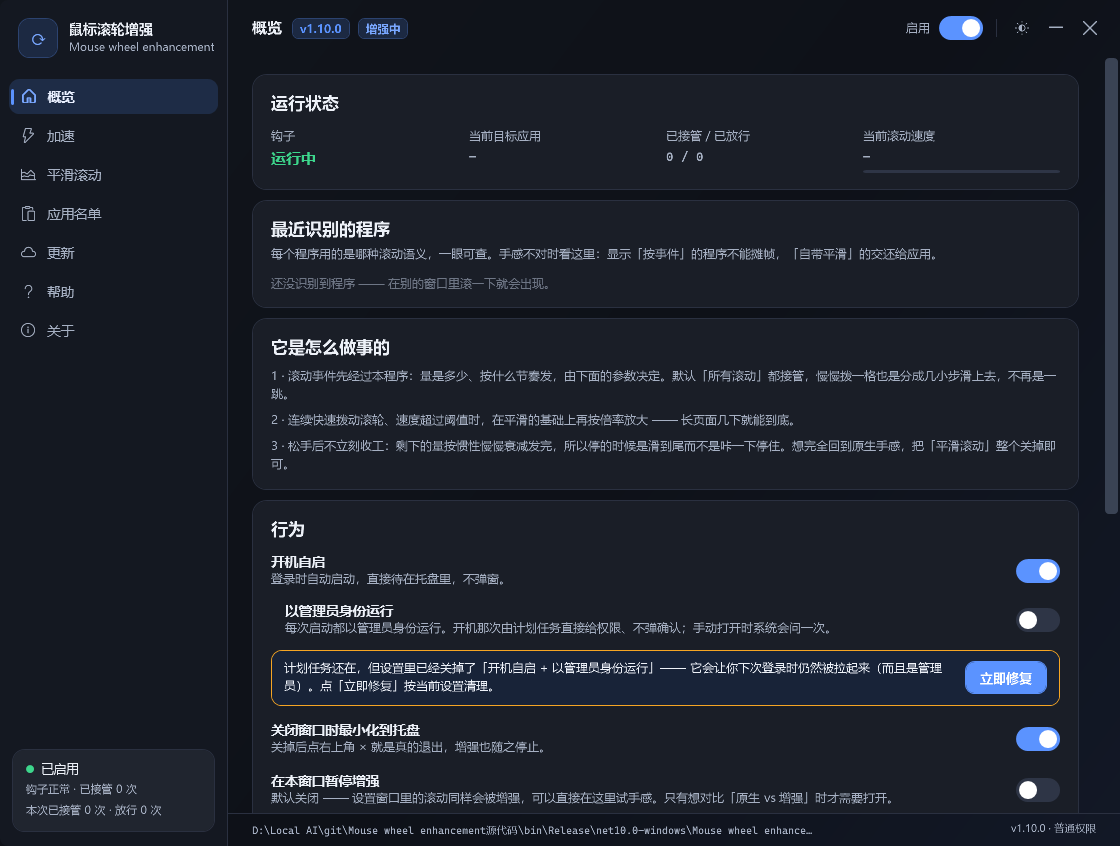 鼠标滚轮增强
Mouse wheel enhancement
概览
加速
平滑滚动
应用名单
更新
帮助
关于
已启用
钩子正常 · 已接管 0 次
本次已接管 0 次 · 放行 0 次
概览 v1.10.0 增强中 启用
运行状态
钩子 当前目标应用 已接管 / 已放行 当前滚动速度
运行中 — 0 / 0 —
最近识别的程序
每个程序用的是哪种滚动语义，一眼可查。手感不对时看这里：显示「按事件」的程序不能摊帧，「自带平滑」的交还给应用。
还没识别到程序 —— 在别的窗口里滚一下就会出现。
它是怎么做事的
1 · 滚动事件先经过本程序：量是多少、按什么节奏发，由下面的参数决定。默认「所有滚动」都接管，慢慢拨一格也是分成几小步滑上去，不再是一
跳。
2 · 连续快速拨动滚轮、速度超过阈值时，在平滑的基础上再按倍率放大 —— 长页面几下就能到底。
3 · 松手后不立刻收工：剩下的量按惯性慢慢衰减发完，所以停的时候是滑到尾而不是咔一下停住。想完全回到原生手感，把「平滑滚动」整个关掉即
可。
行为
开机自启
登录时自动启动，直接待在托盘里，不弹窗。
以管理员身份运行
每次启动都以管理员身份运行。开机那次由计划任务直接给权限、不弹确认；手动打开时系统会问一次。
计划任务还在，但设置里已经关掉了「开机自启 + 以管理员身份运行」—— 它会让你下次登录时仍然被拉起来（而且是管理
员）。点「立即修复」按当前设置清理。
立即修复
关闭窗口时最小化到托盘
关掉后点右上角 × 就是真的退出，增强也随之停止。
在本窗口暂停增强
默认关闭 —— 设置窗口里的滚动同样会被增强，可以直接在这里试手感。只有想对比「原生 vs 增强」时才需要打开。
D:\Local AI\git\Mouse wheel enhancement源代码\bin\Release\net10.0-windows\Mouse wheel enhance…
v1.10.0 · 普通权限